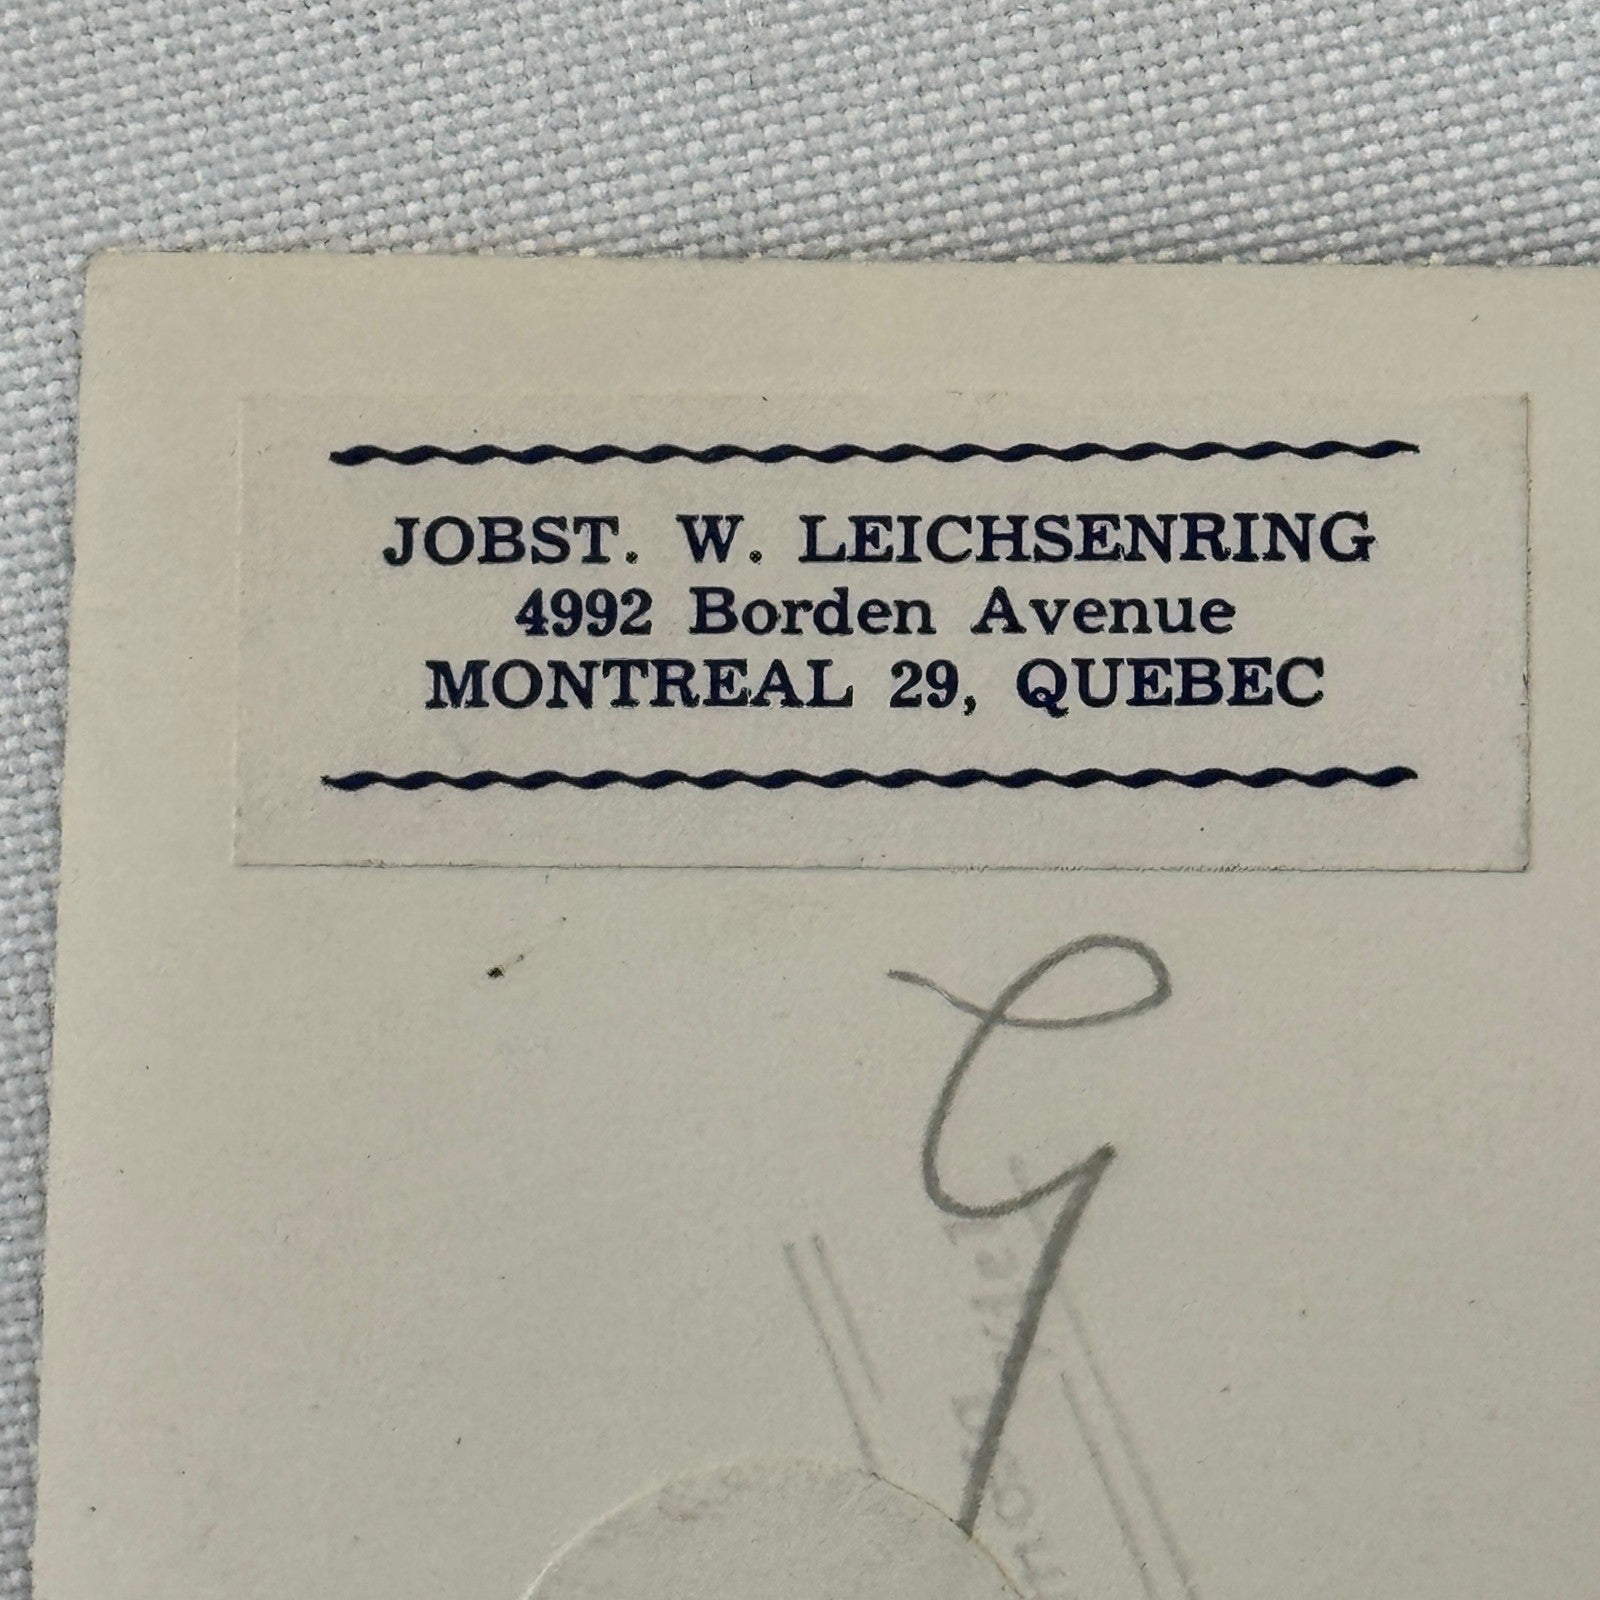 JOBST. W. LEICHSENRING
4992 Borden Avenue
MONTREAL 29, QUEBEC
G